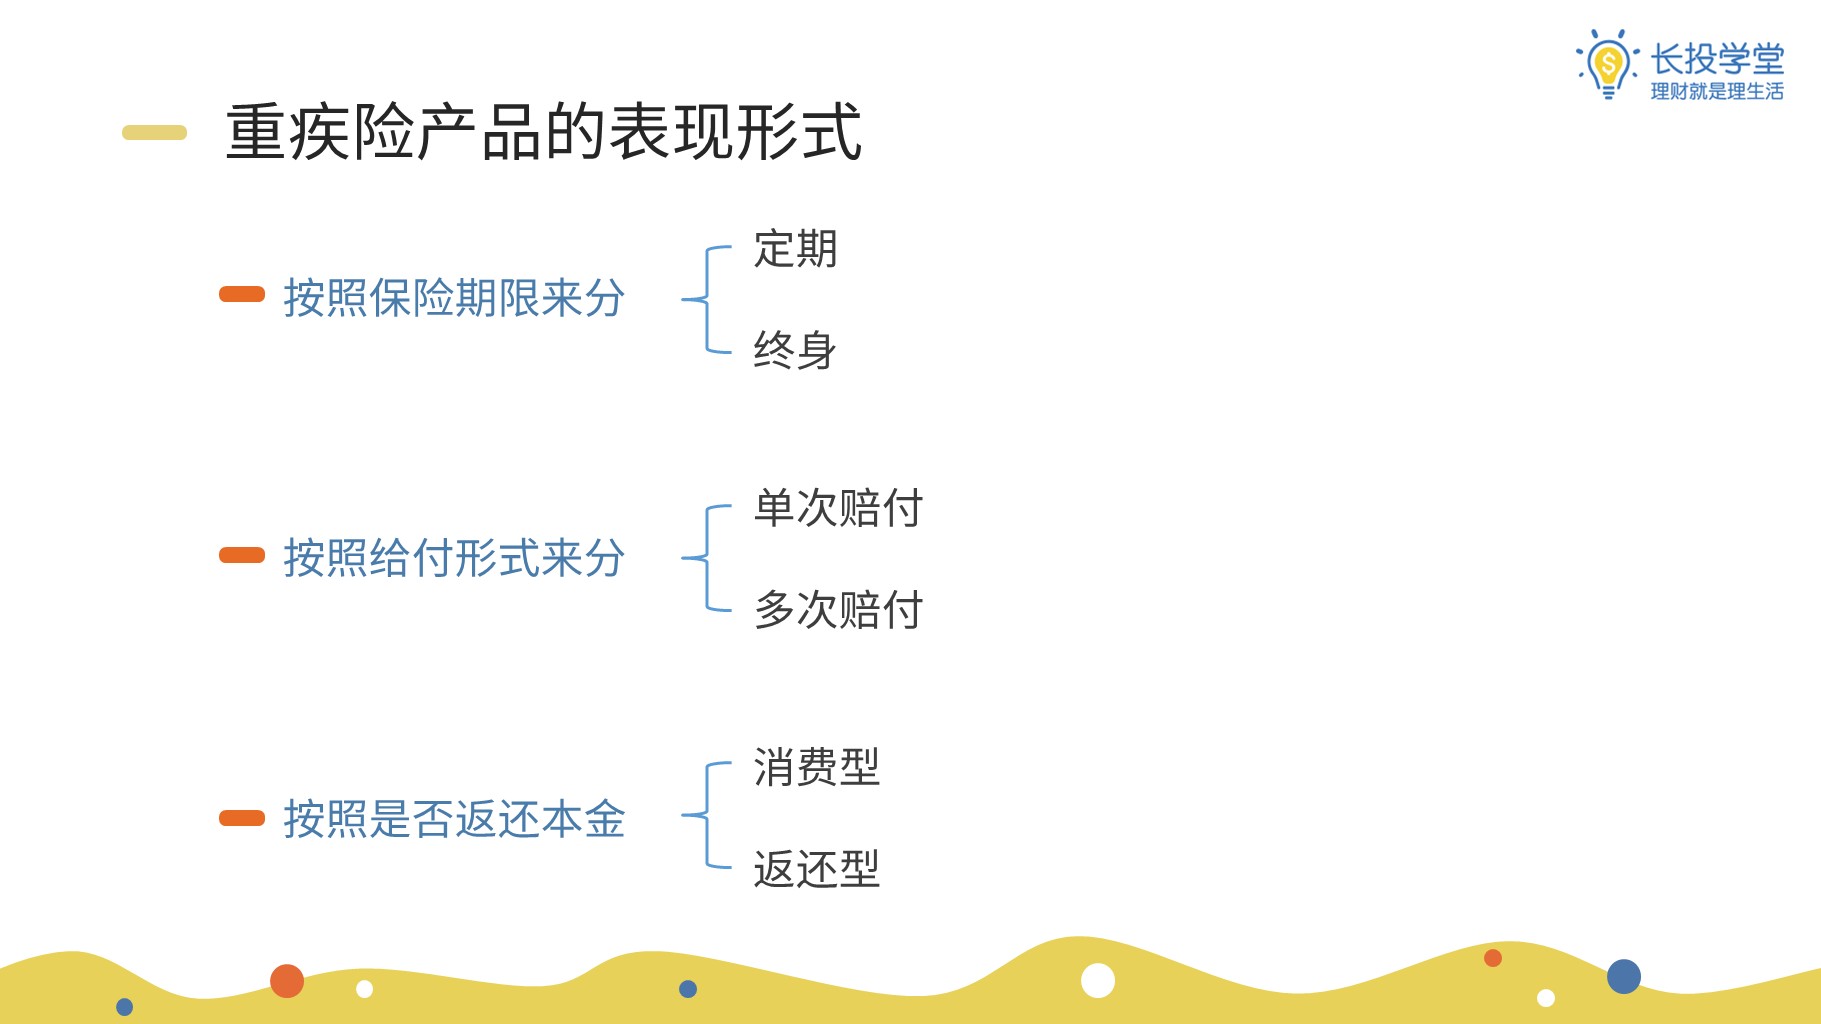 长投学堂
理财就是理生活
重疾险产品的表现形式
按照保险期限来分
定期
终身
按照给付形式来分
单次赔付
多次赔付
按照是否返还本金
消费型
返还型